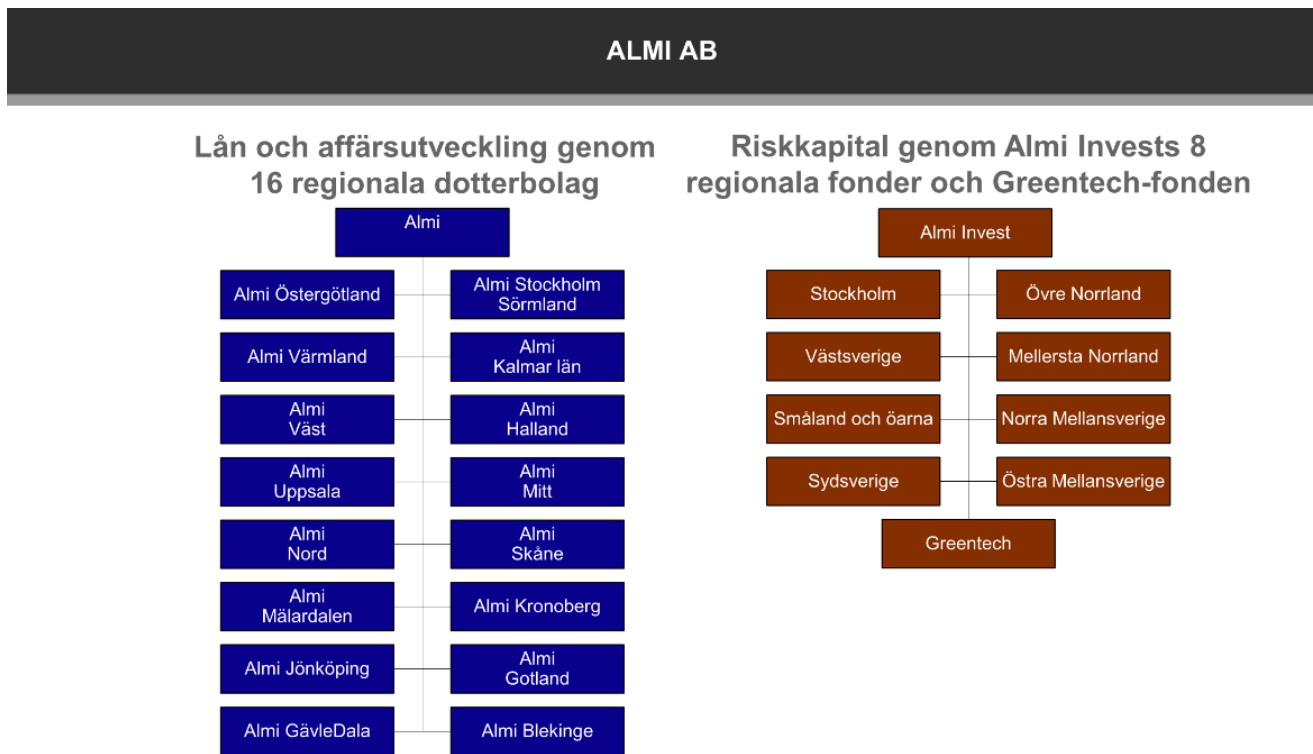 ALMI AB
Lån och affärsutveckling genom
16 regionala dotterbolag
Almi
Almi Östergötland
Almi Stockholm
Sörmland
Almi Värmland
Almi
Kalmar län
Almi
Väst
Almi
Halland
Almi
Uppsala
Almi
Mitt
Almi
Nord
Almi
Skåne
Almi
Mälardalen
Almi Kronoberg
Almi Jönköping
Almi
Gotland
Almi GävleDala
Almi Blekinge
Riskkapital genom Almi Invests 8
regionala fonder och Greentech-fonden
Almi Invest
Stockholm
Övre Norrland
Västsverige
Mellersta Norrland
Småland och öarna
Norra Mellansverige
Sydsverige
Östra Mellansverige
Greentech